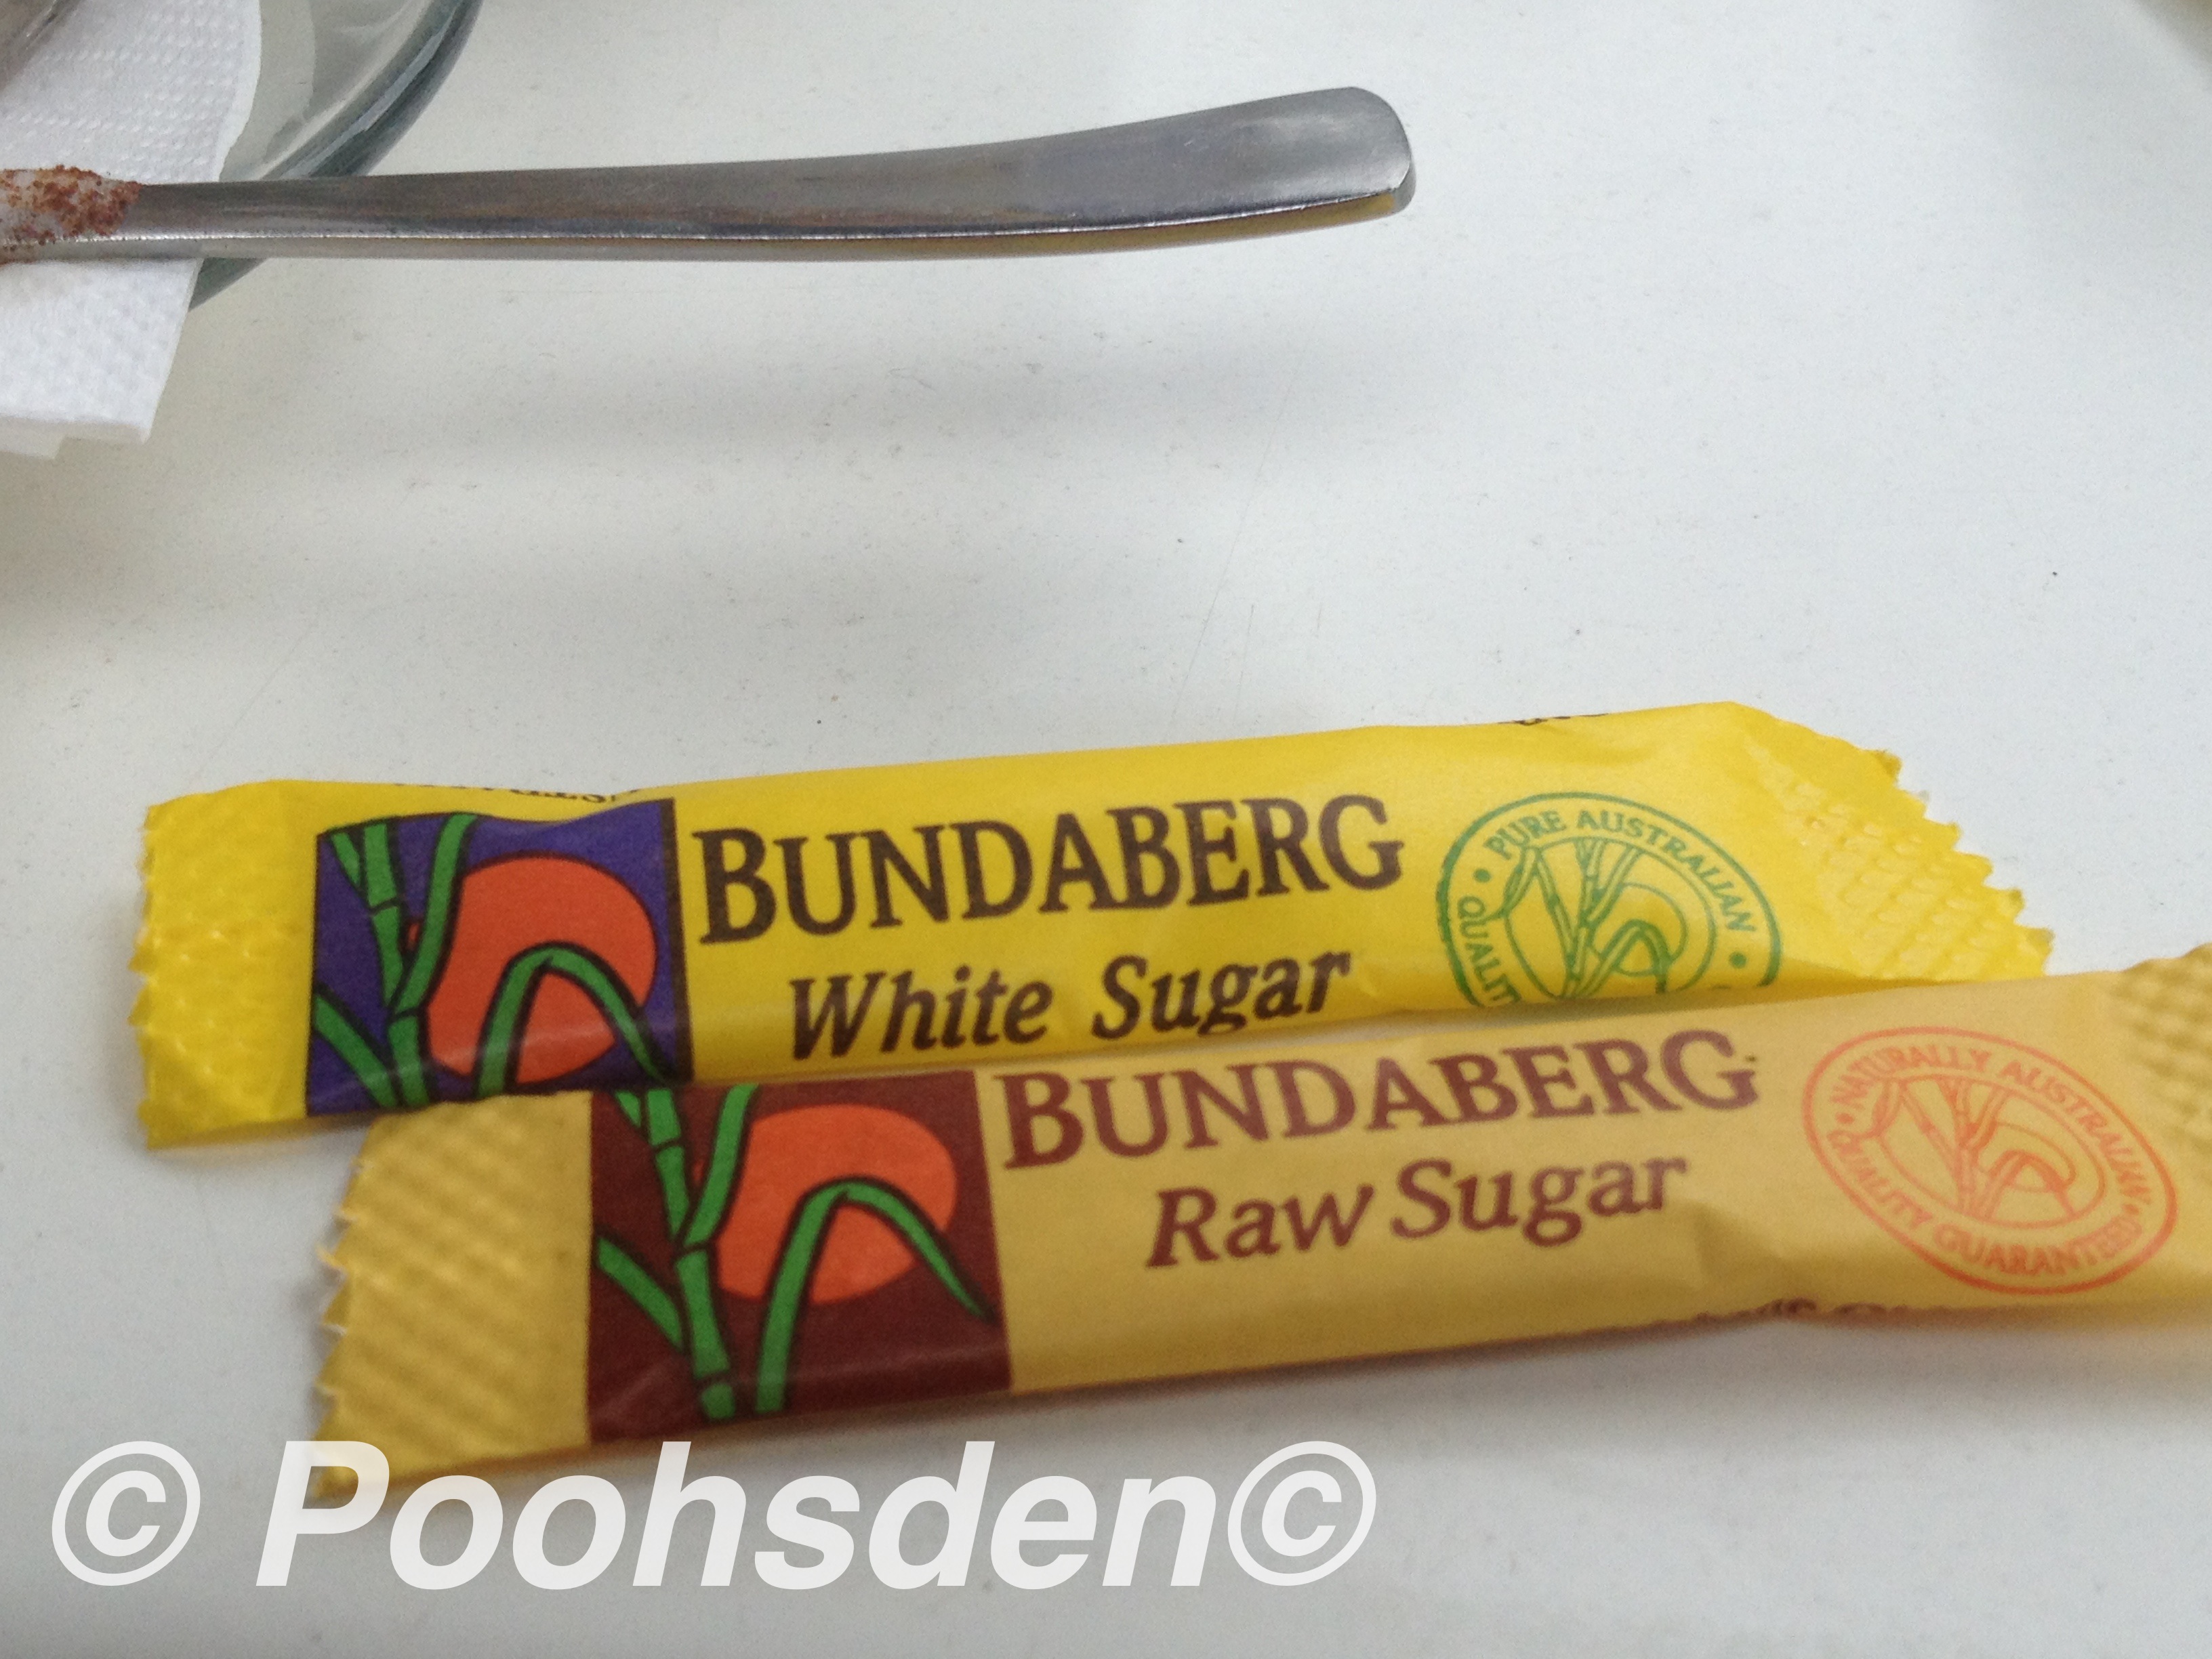 BUNDABERG
White Sugar
• PURE AUSTRALIAN •
BUNDABERG
Raw Sugar
• NATURALLY AUSTRALIAN •
QUALITY GUARANTEED
© Poohsden©